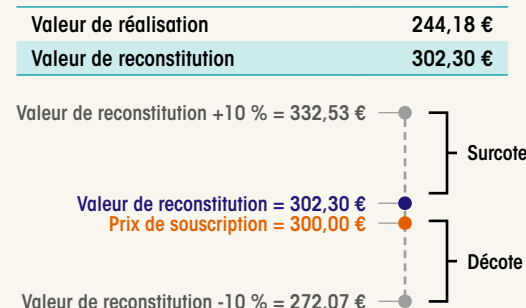 Valeur de réalisation 244,18 €
Valeur de reconstitution 302,30 €
Valeur de reconstitution +10 % = 332,53 €
Surcote
Valeur de reconstitution = 302,30 €
Prix de souscription = 300,00 €
Décote
Valeur de reconstitution -10 % = 272,07 €